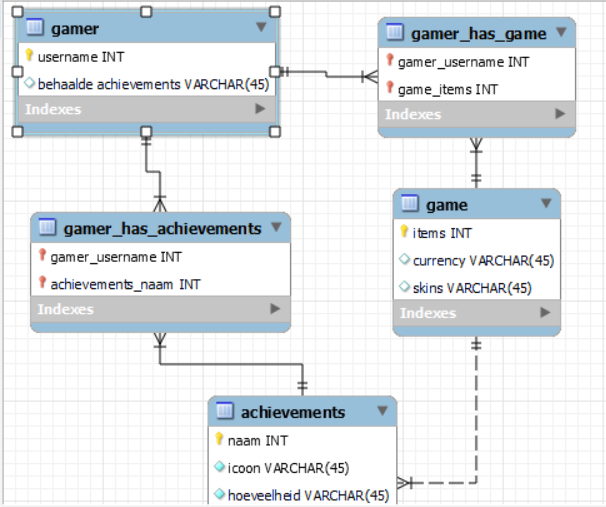 gamer
username INT
behaalde achievements VARCHAR(45)
Indexes
gamer_has_game
gamer_username INT
game_items INT
Indexes
gamer_has_achievements
gamer_username INT
achievements_naam INT
Indexes
game
items INT
currency VARCHAR(45)
skins VARCHAR(45)
Indexes
achievements
naam INT
icoon VARCHAR(45)
hoeveelheid VARCHAR(45)